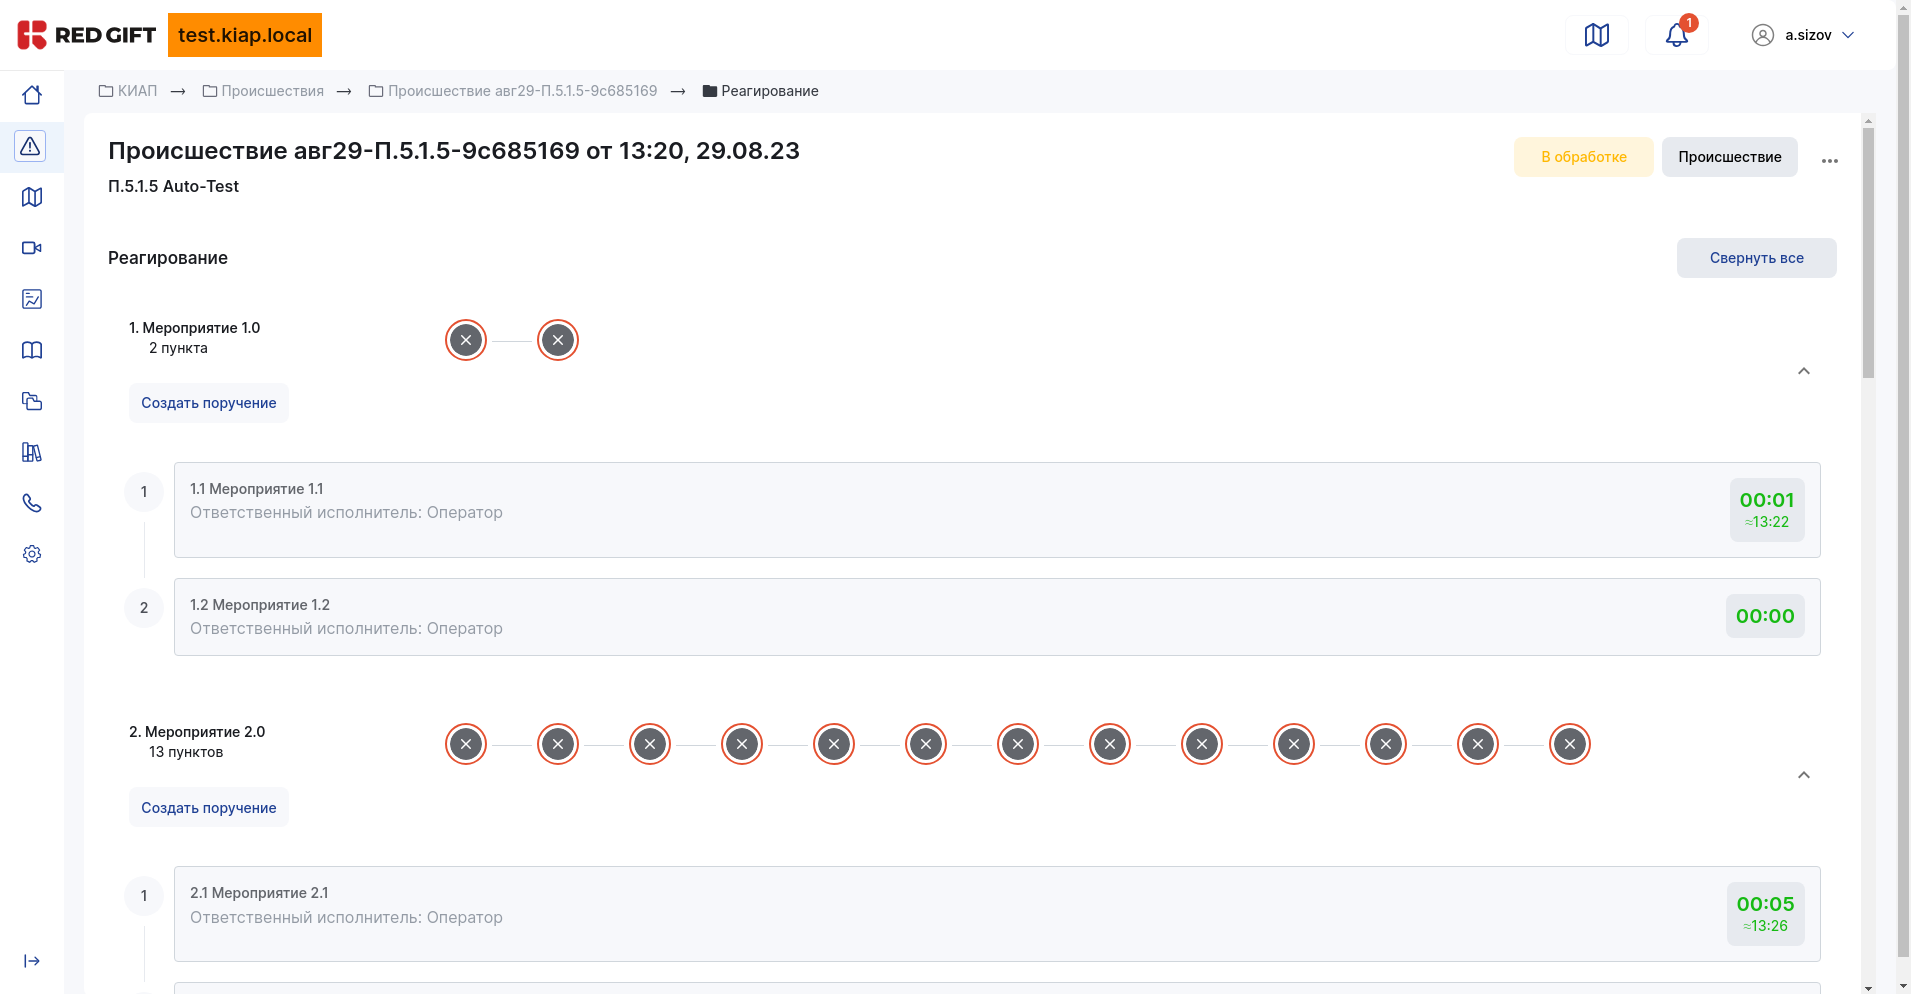 RED GIFT
test.kiap.local
1
a.sizov
КИАП → Происшествия → Происшествие авг29-П.5.1.5-9c685169 → Реагирование
Происшествие авг29-П.5.1.5-9c685169 от 13:20, 29.08.23
В обработке
Происшествие
П.5.1.5 Auto-Test
Реагирование
Свернуть все
1. Мероприятие 1.0
2 пункта
Создать поручение
1
1.1 Мероприятие 1.1
Ответственный исполнитель: Оператор
00:01
≈13:22
2
1.2 Мероприятие 1.2
Ответственный исполнитель: Оператор
00:00
2. Мероприятие 2.0
13 пунктов
Создать поручение
1
2.1 Мероприятие 2.1
Ответственный исполнитель: Оператор
00:05
≈13:26